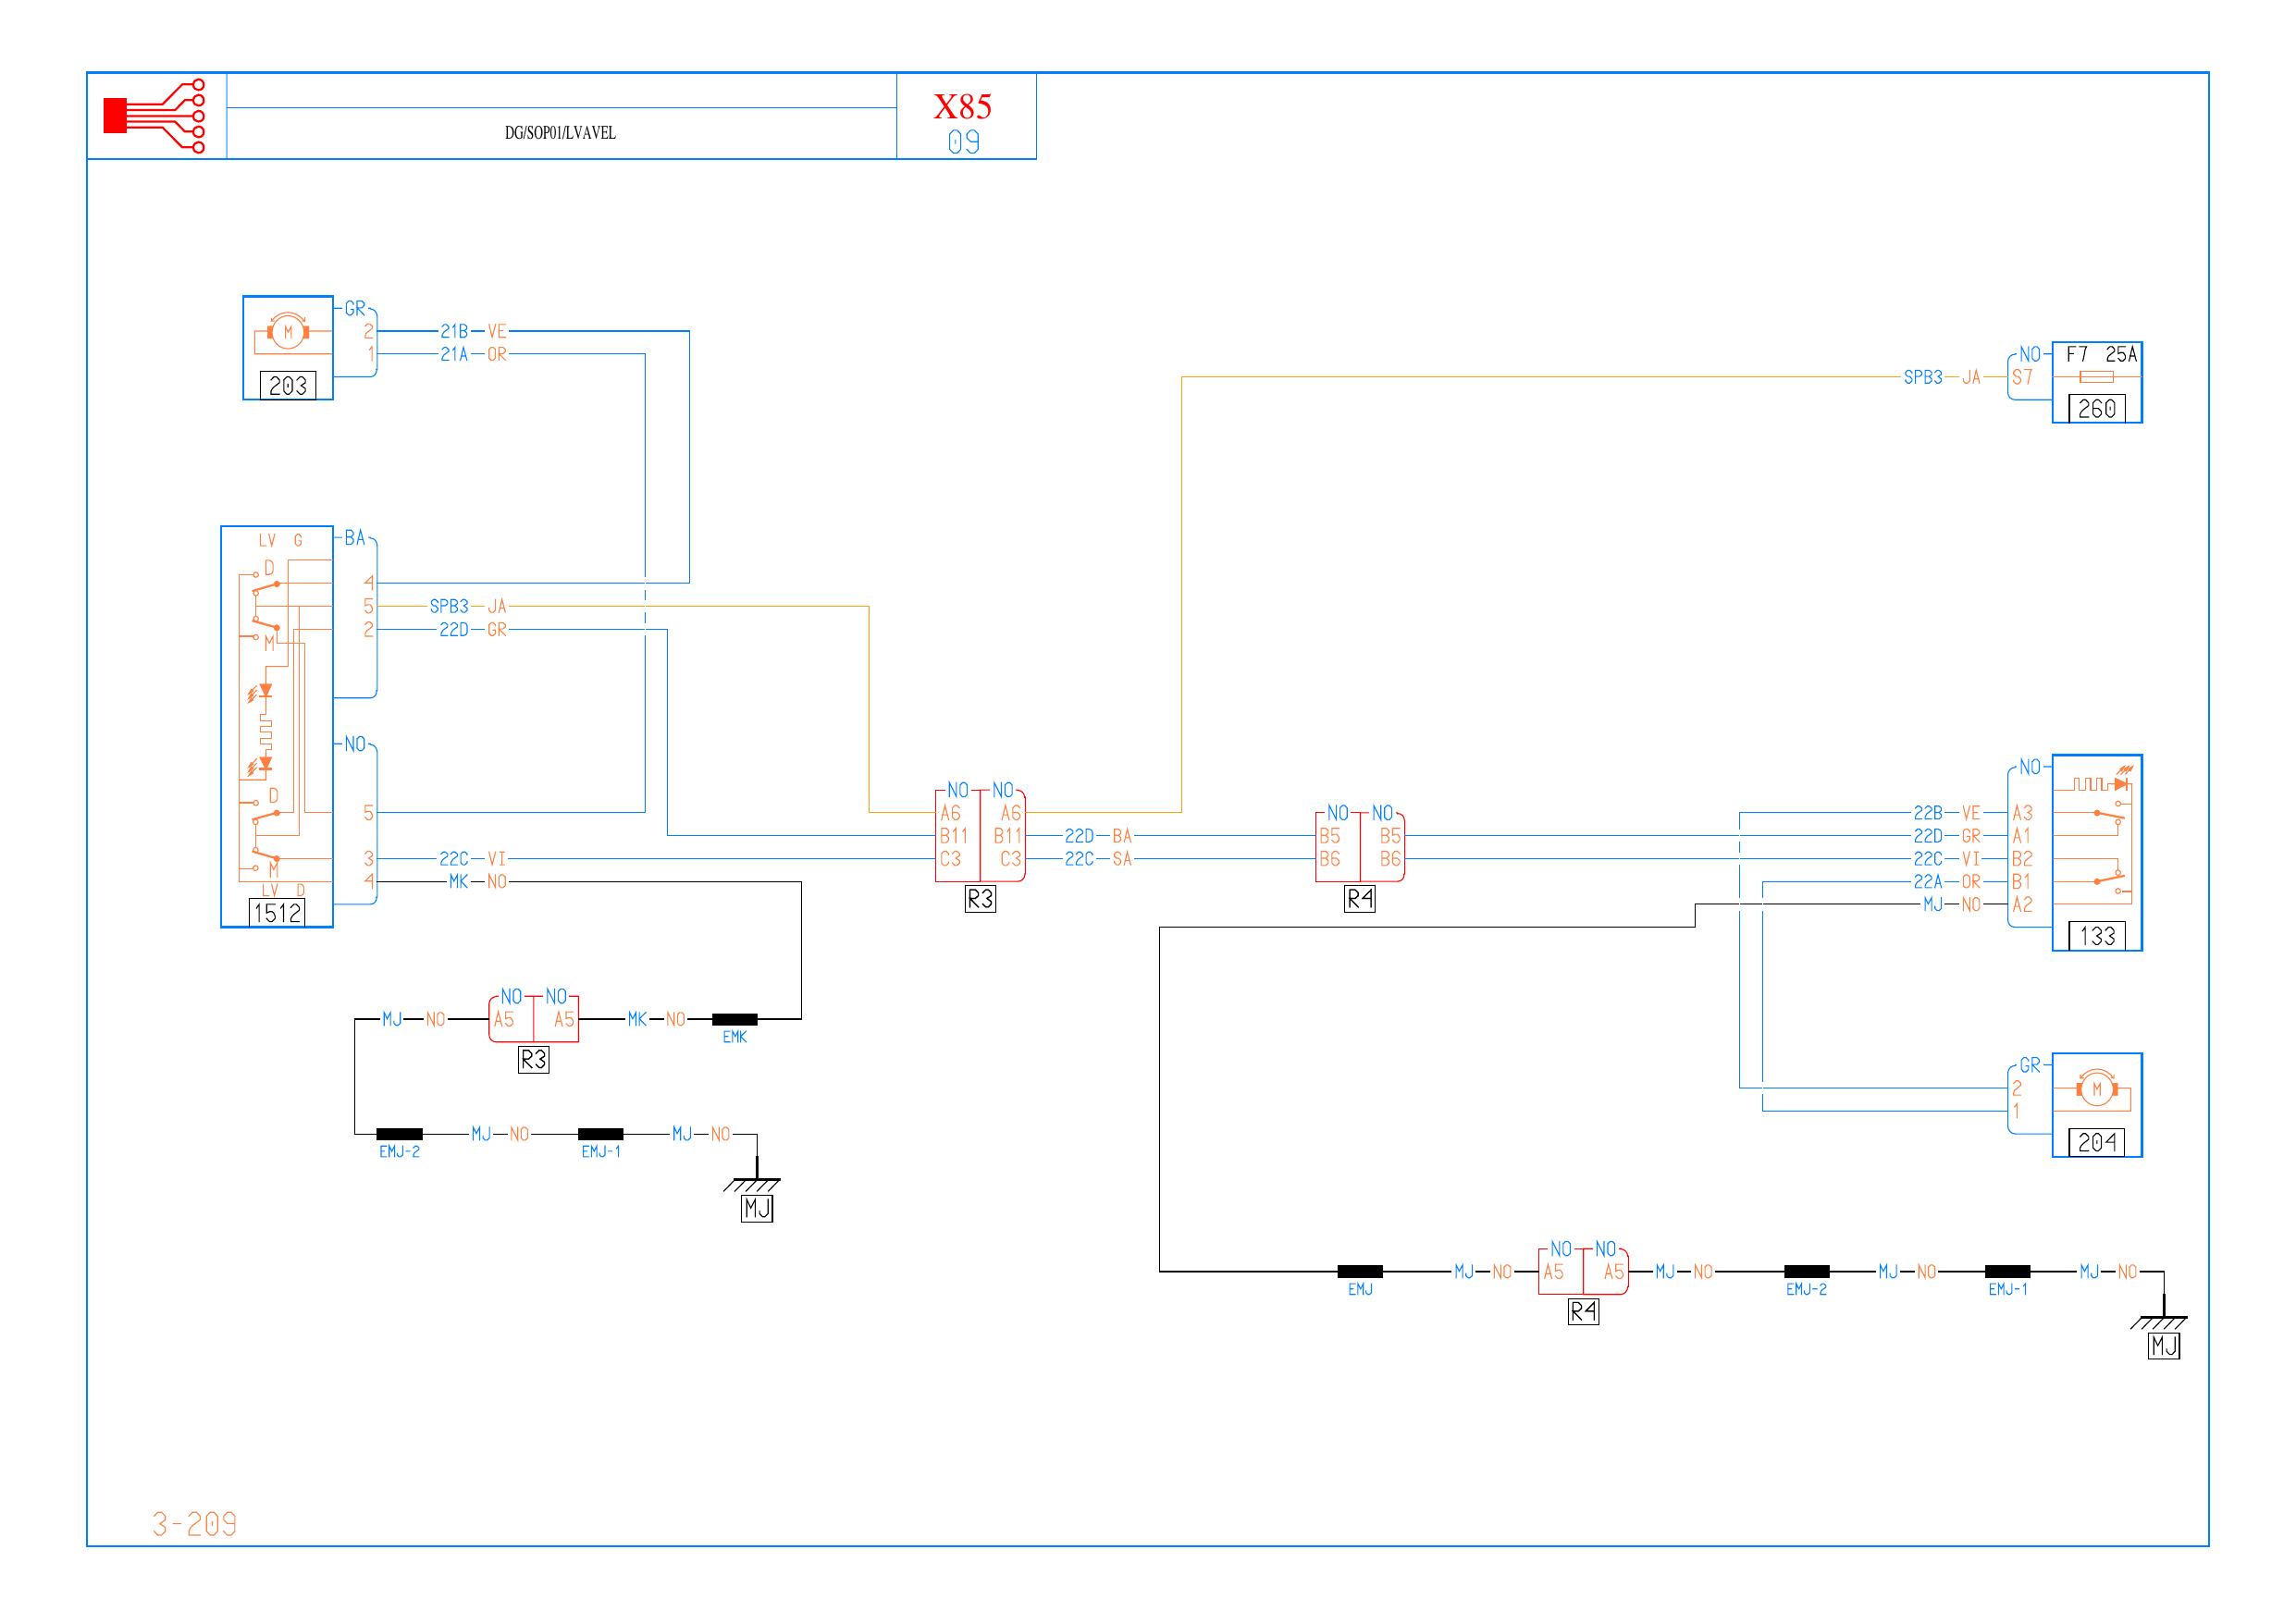 X85
DG/SOP01/LVAVEL
09
GR
M
2 21B VE
1 21A OR
203
NO F7 25A
SPB3 JA S7
260
LV G
BA
D
4
5 SPB3 JA
2 22D GR
M
NO
D
5
3 22C VI
M
4 MK NO
LV D
1512
NO NO
A6 A6
B11 B11 22D BA
C3 C3 22C SA
R3
NO NO
B5 B5
B6 B6
R4
NO
22B VE A3
22D GR A1
22C VI B2
22A OR B1
MJ NO A2
133
NO NO
MJ NO A5 A5 MK NO
EMK
R3
MJ NO MJ NO
EMJ-2 EMJ-1
MJ
GR
2
M
1
204
NO NO
MJ NO A5 A5 MJ NO MJ NO MJ NO
EMJ EMJ-2 EMJ-1
R4
MJ
3-209